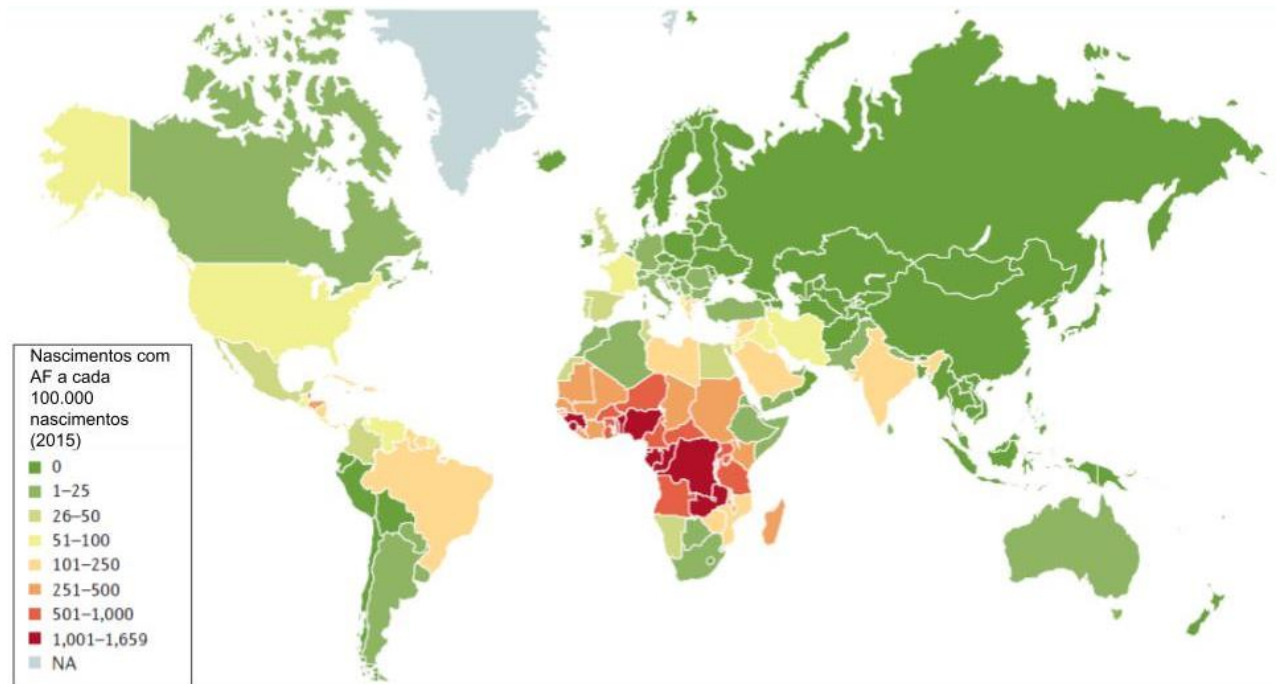 Nascimentos com
AF a cada
100.000
nascimentos
(2015)
0
1–25
26–50
51–100
101–250
251–500
501–1,000
1,001–1,659
NA